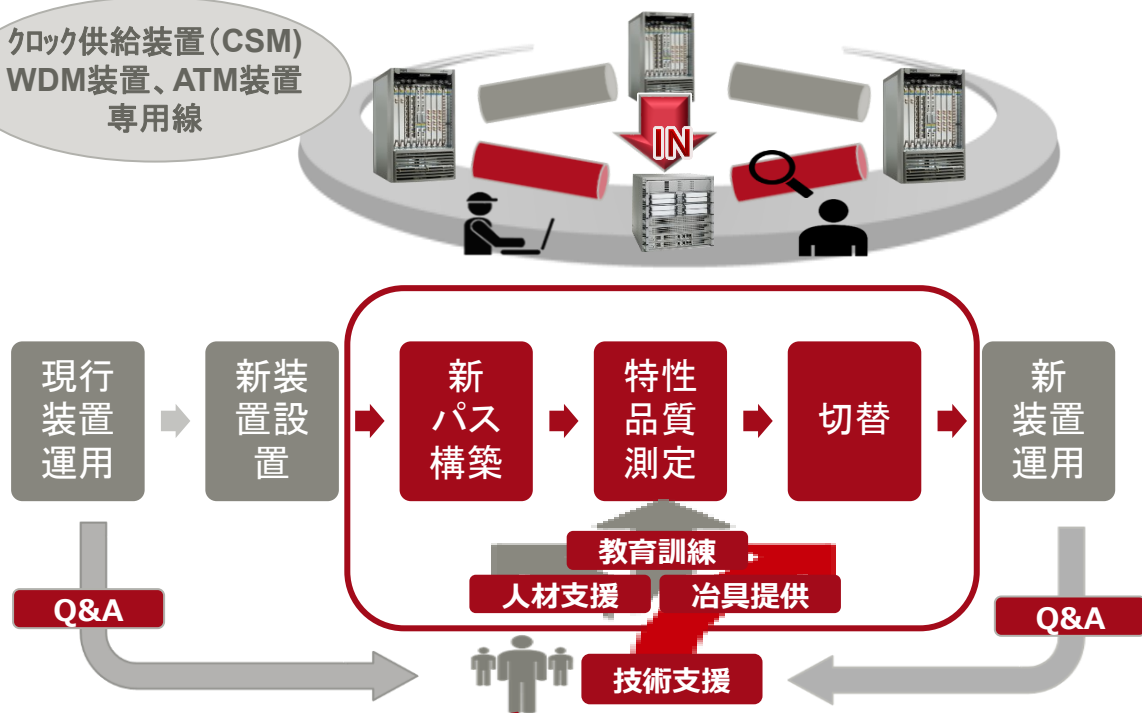 クロック供給装置(CSM)
WDM装置、ATM装置
専用線
IN
現行
装置
運用
新装
置設
置
新
パス
構築
特性
品質
測定
切替
新
装置
運用
教育訓練
人材支援
冶具提供
Q&A
Q&A
技術支援